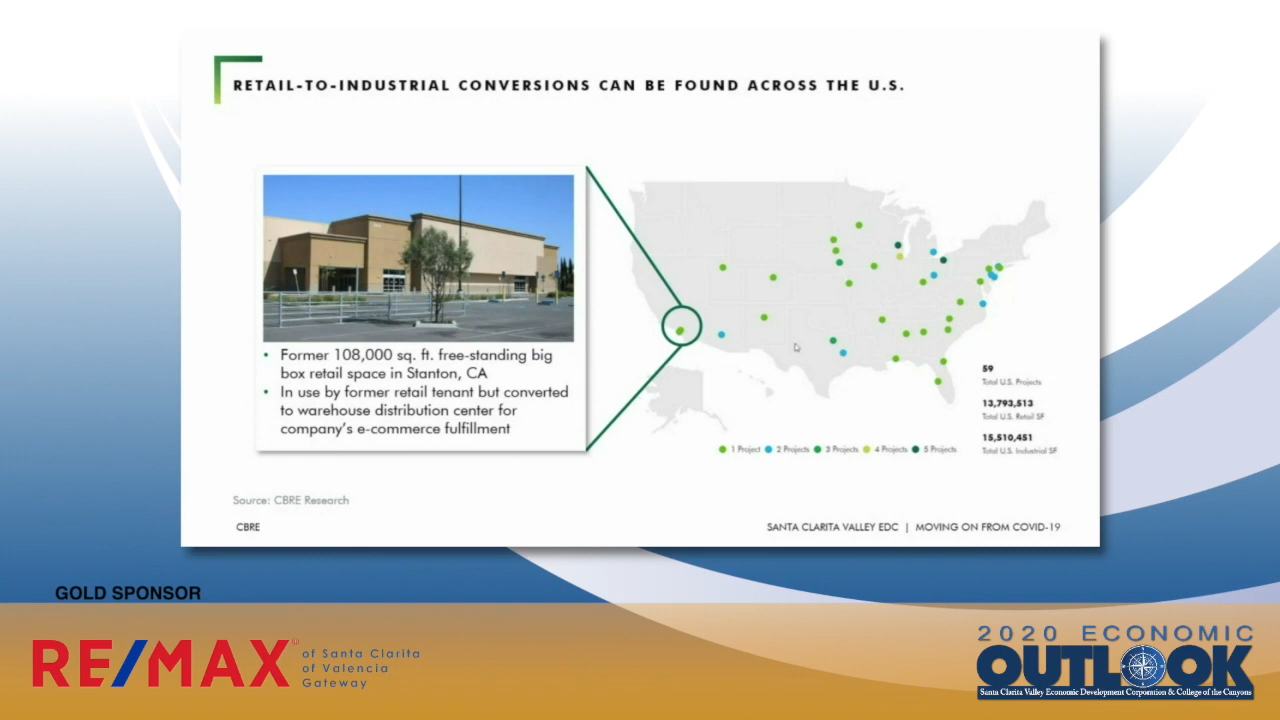 RETAIL-TO-INDUSTRIAL CONVERSIONS CAN BE FOUND ACROSS THE U.S.
• Former 108,000 sq. ft. free-standing big
box retail space in Stanton, CA
• In use by former retail tenant but converted
to warehouse distribution center for
company's e-commerce fulfillment
59
Total U.S. Projects
13,793,513
Total U.S. Retail SF
15,510,451
Total U.S. Industrial SF
1 Project 2 Projects 3 Projects 4 Projects 5 Projects
Source: CBRE Research
CBRE
SANTA CLARITA VALLEY EDC | MOVING ON FROM COVID-19
GOLD SPONSOR
RE/MAX®
of Santa Clarita
of Valencia
Gateway
2020 ECONOMIC
OUTLOOK
Santa Clarita Valley Economic Development Corporation & College of the Canyons